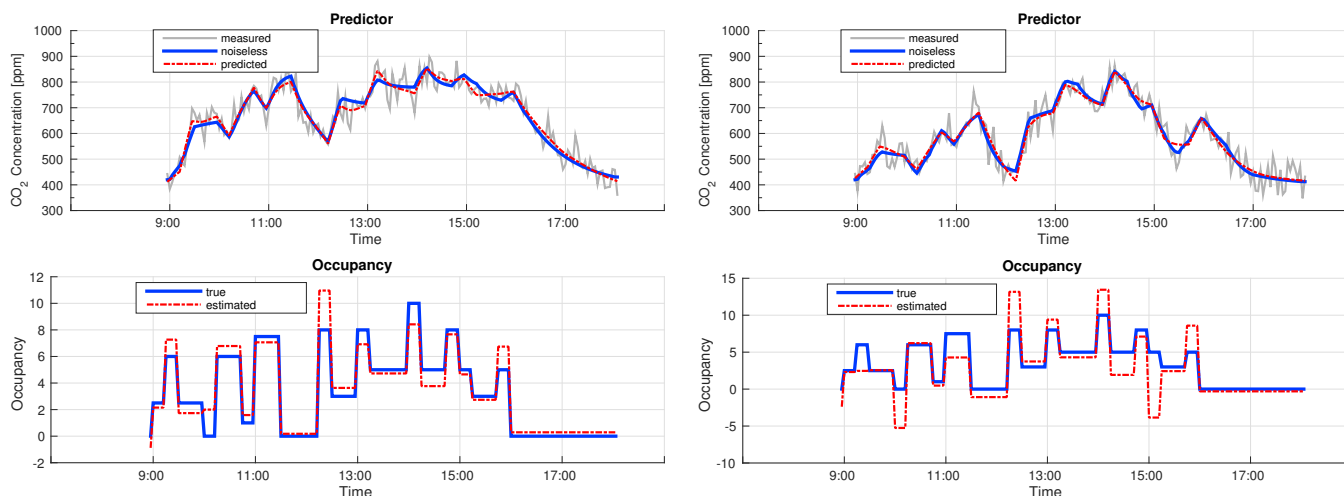 Predictor
CO2 Concentration [ppm]
1000
900
800
700
600
500
400
300
measured
noiseless
predicted
9:00 11:00 13:00 15:00 17:00
Time
Predictor
CO2 Concentration [ppm]
1000
900
800
700
600
500
400
300
measured
noiseless
predicted
9:00 11:00 13:00 15:00 17:00
Time
Occupancy
Occupancy
12
10
8
6
4
2
0
-2
true
estimated
9:00 11:00 13:00 15:00 17:00
Time
Occupancy
Occupancy
15
10
5
0
-5
-10
true
estimated
9:00 11:00 13:00 15:00 17:00
Time